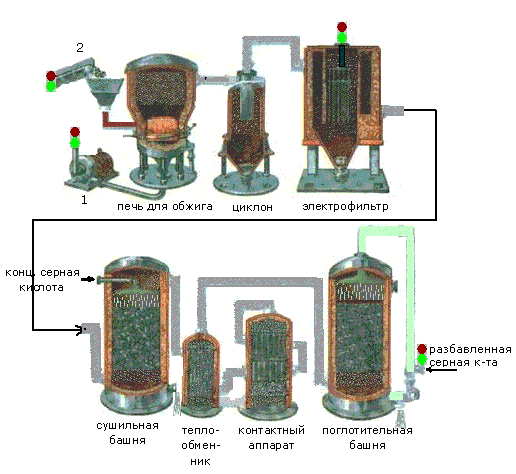 2
1
печь для обжига
циклон
электрофильтр
конц. серная
кислота
разбавленная
серная к-та
сушильная
башня
тепло-
обмен-
ник
контактный
аппарат
поглотительная
башня